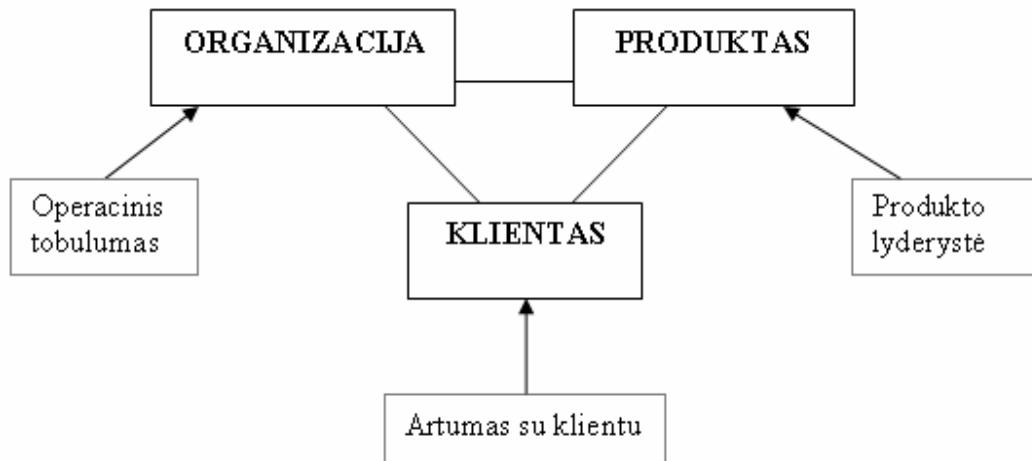 ORGANIZACIJA
PRODUKTAS
Operacinis
tobulumas
KLIENTAS
Produkto
lyderystė
Artumas su klientu